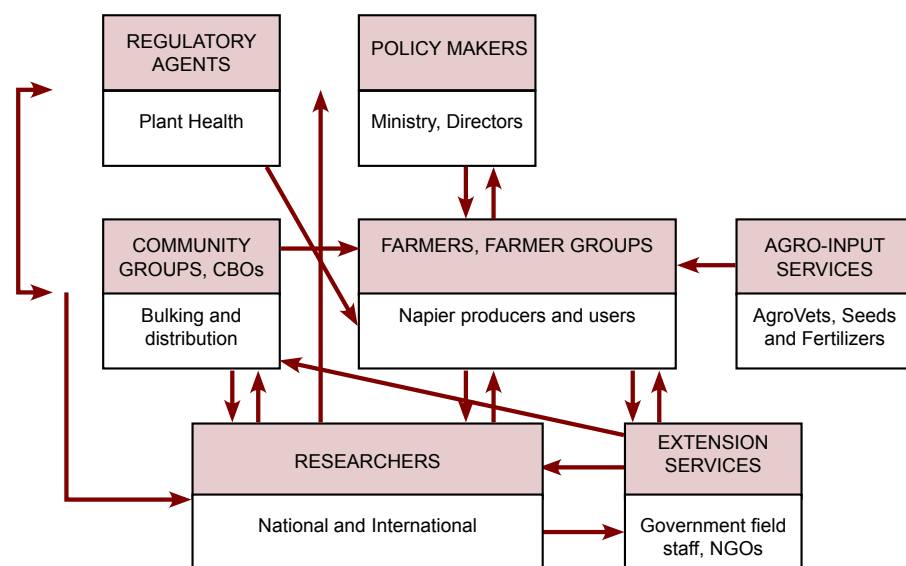 REGULATORY
AGENTS
Plant Health
POLICY MAKERS
Ministry, Directors
COMMUNITY
GROUPS, CBOs
Bulking and
distribution
FARMERS, FARMER GROUPS
Napier producers and users
AGRO-INPUT
SERVICES
AgroVets, Seeds
and Fertilizers
RESEARCHERS
National and International
EXTENSION
SERVICES
Government field
staff, NGOs